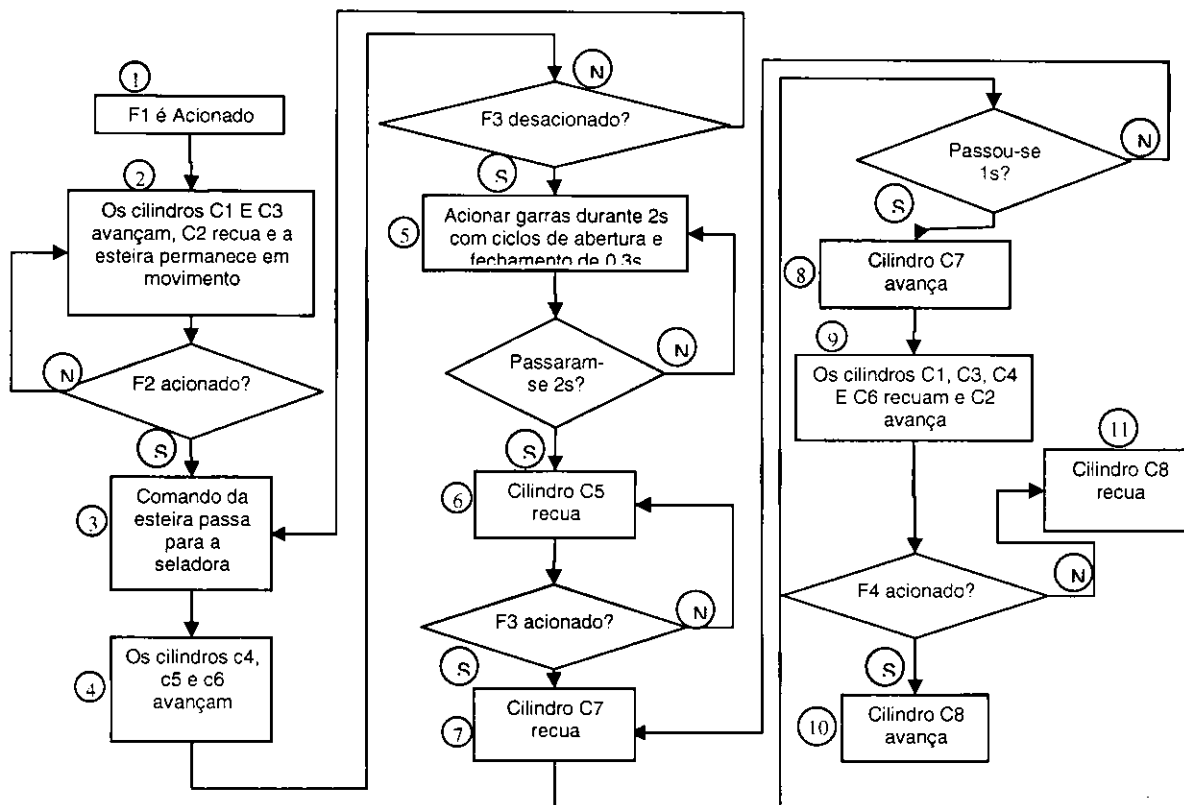 1
F1 é Acionado
2
Os cilindros C1 E C3
avançam, C2 recua e a
esteira permanece em
movimento
N
F2 acionado?
S
3
Comando da
esteira passa
para a
seladora
4
Os cilindros c4,
c5 e c6
avançam
N
F3 desacionado?
S
5
Acionar garras durante 2s
com ciclos de abertura e
fechamento de 0.3s
Passaram-
se 2s?
N
S
6
Cilindro C5
recua
F3 acionado?
N
S
7
Cilindro C7
recua
Passou-se
1s?
N
S
8
Cilindro C7
avança
9
Os cilindros C1, C3, C4
E C6 recuam e C2
avança
11
Cilindro C8
recua
F4 acionado?
N
S
10
Cilindro C8
avança